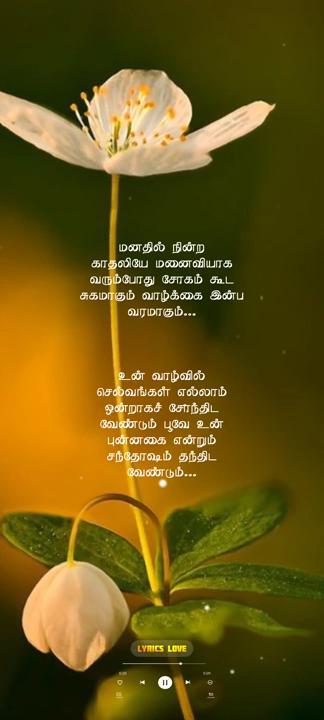 மனதில் நின்ற
காதலியே மனைவியாக
வரும்போது சோகம் கூட
சுகமாகும் வாழ்க்கை இன்ப
வரமாகும்...
உன் வாழ்வில்
செல்வங்கள் எல்லாம்
ஒன்றாகச் சேர்ந்திட
வேண்டும் பூவே உன்
புன்னகை என்றும்
சந்தோஷம் தந்திட
வேண்டும்...
LYRICS LOVE